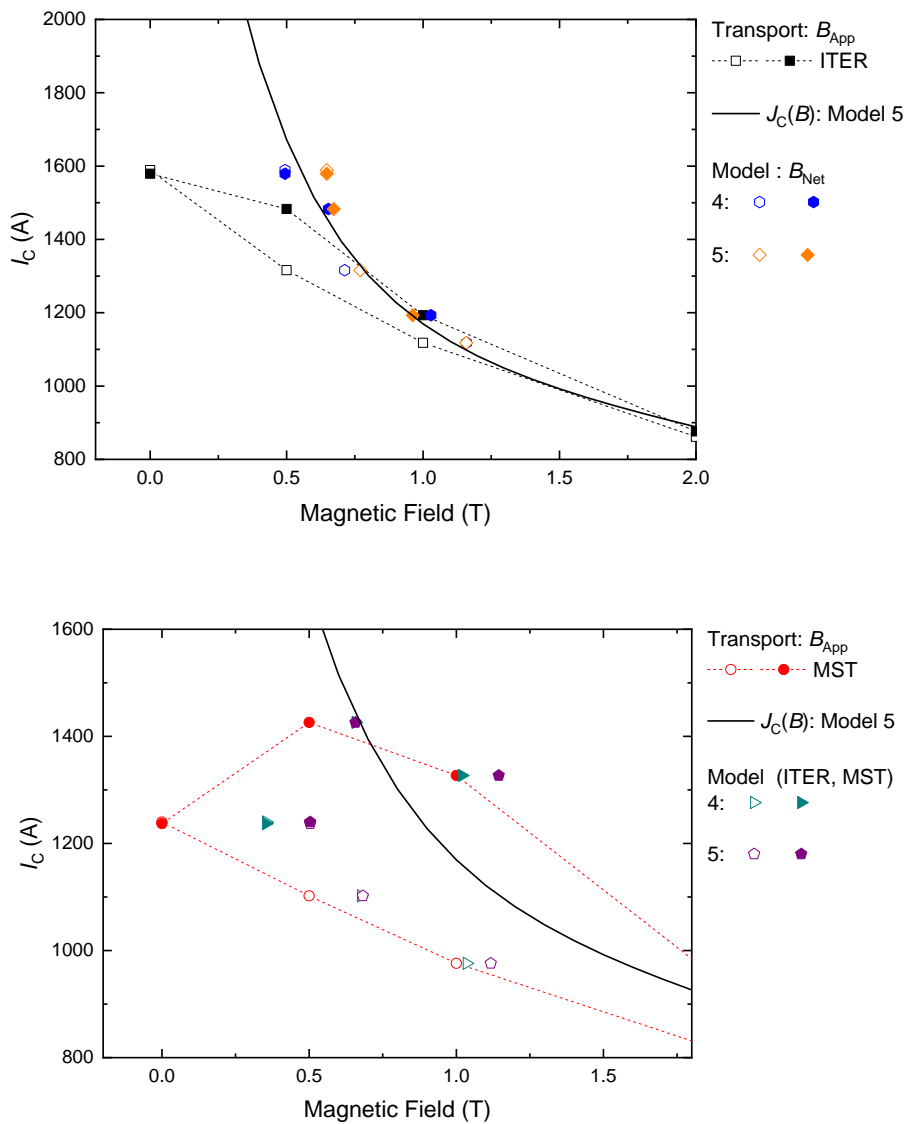 2000
1800
1600
1400
1200
1000
800
I_C (A)
0.0 0.5 1.0 1.5 2.0
Magnetic Field (T)
Transport: B_App
ITER
J_C(B): Model 5
Model : B_Net
4:
5:
1600
1400
1200
1000
800
I_C (A)
0.0 0.5 1.0 1.5
Magnetic Field (T)
Transport: B_App
MST
J_C(B): Model 5
Model (ITER, MST)
4:
5: